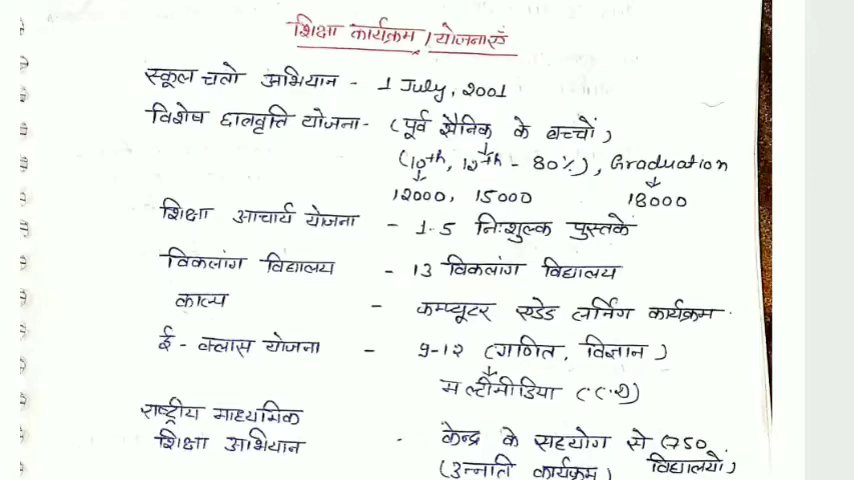 शिक्षा कार्यक्रम / योजनाएं
स्कूल चलो अभियान - 1 July, 2001
विशेष छात्रवृत्ति योजना - (पूर्व सैनिक के बच्चों)
(10th, 12th - 80%), Graduation
12000, 15000 18000
शिक्षा आचार्य योजना - 1-5 निःशुल्क पुस्तकें
विकलांग विद्यालय - 13 विकलांग विद्यालय
काल्प - कम्प्यूटर एडेड लर्निंग कार्यक्रम.
ई-क्लास योजना - 9-12 (गणित, विज्ञान)
मल्टीमीडिया (C.D)
राष्ट्रीय माध्यमिक
शिक्षा अभियान - केन्द्र के सहयोग से (750
(उन्नति कार्यक्रम) विद्यालयों)